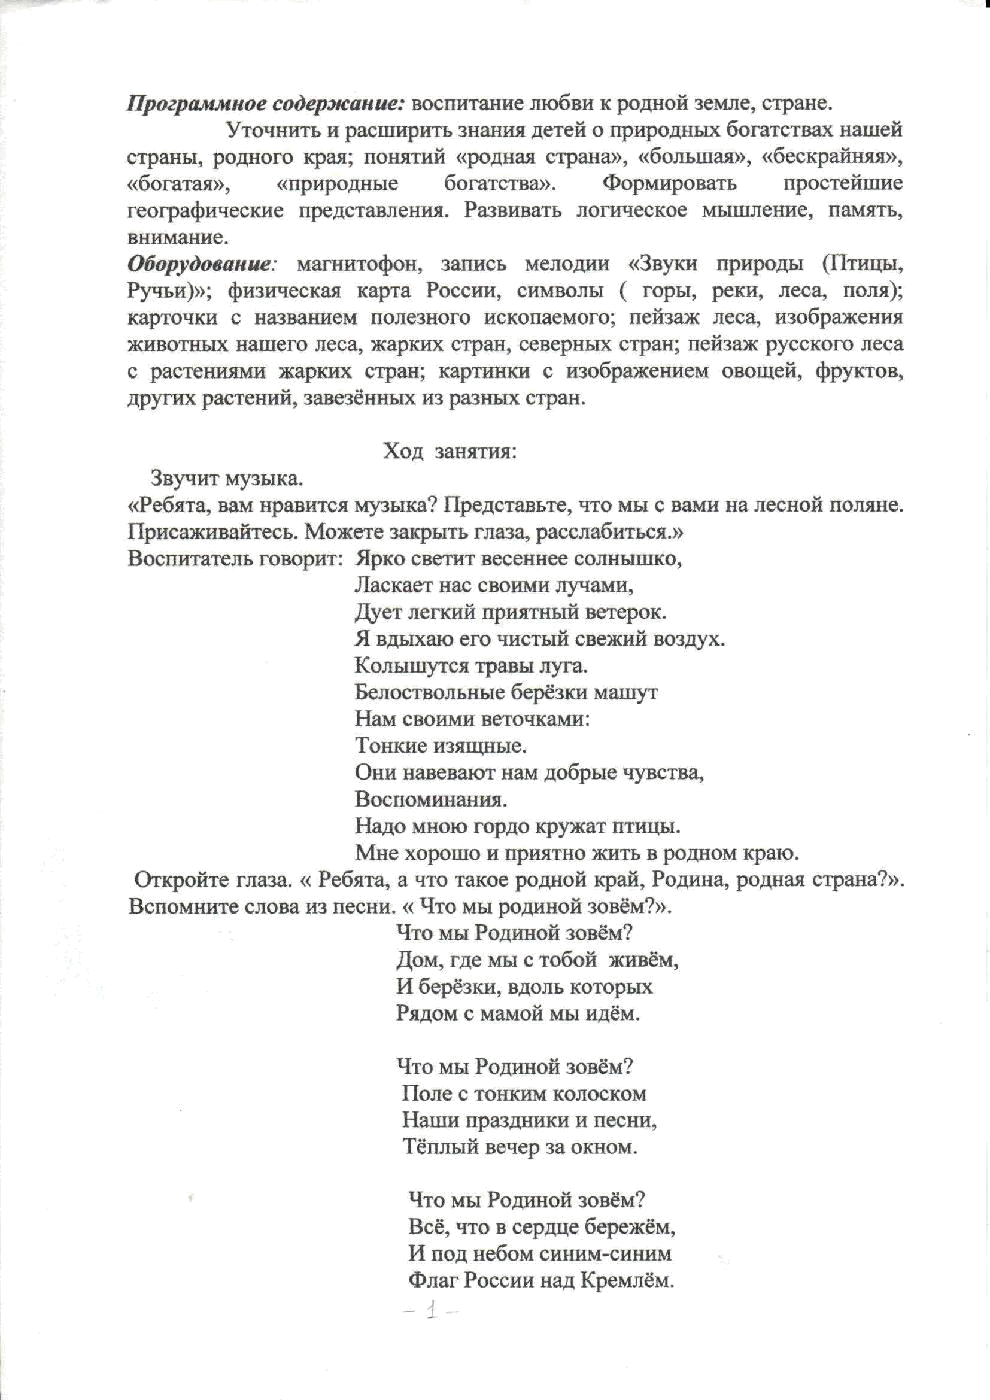 Программное содержание: воспитание любви к родной земле, стране.
Уточнить и расширить знания детей о природных богатствах нашей
страны, родного края; понятий «родная страна», «большая», «бескрайняя»,
«богатая», «природные богатства». Формировать простейшие
географические представления. Развивать логическое мышление, память,
внимание.
Оборудование: магнитофон, запись мелодии «Звуки природы (Птицы,
Ручьи)»; физическая карта России, символы ( горы, реки, леса, поля);
карточки с названием полезного ископаемого; пейзаж леса, изображения
животных нашего леса, жарких стран, северных стран; пейзаж русского леса
с растениями жарких стран; картинки с изображением овощей, фруктов,
других растений, завезённых из разных стран.
Ход занятия:
Звучит музыка.
«Ребята, вам нравится музыка? Представьте, что мы с вами на лесной поляне.
Присаживайтесь. Можете закрыть глаза, расслабиться.»
Воспитатель говорит: Ярко светит весеннее солнышко,
Ласкает нас своими лучами,
Дует легкий приятный ветерок.
Я вдыхаю его чистый свежий воздух.
Колышутся травы луга.
Белоствольные берёзки машут
Нам своими веточками:
Тонкие изящные.
Они навевают нам добрые чувства,
Воспоминания.
Надо мною гордо кружат птицы.
Мне хорошо и приятно жить в родном краю.
Откройте глаза. « Ребята, а что такое родной край, Родина, родная страна?».
Вспомните слова из песни. « Что мы родиной зовём?».
Что мы Родиной зовём?
Дом, где мы с тобой живём,
И берёзки, вдоль которых
Рядом с мамой мы идём.
Что мы Родиной зовём?
Поле с тонким колоском
Наши праздники и песни,
Тёплый вечер за окном.
Что мы Родиной зовём?
Всё, что в сердце бережём,
И под небом синим-синим
Флаг России над Кремлём.
- 1 -